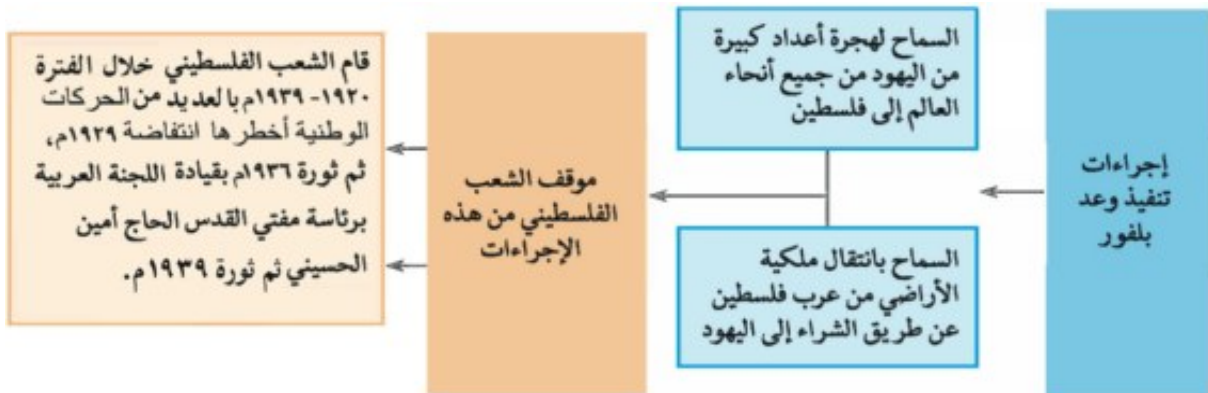 إجراءات
تنفيذ وعد
بلفور
السماح لهجرة أعداد كبيرة
من اليهود من جميع أنحاء
العالم إلى فلسطين
السماح بانتقال ملكية
الأراضي من عرب فلسطين
عن طريق الشراء إلى اليهود
موقف الشعب
الفلسطيني من هذه
الإجراءات
قام الشعب الفلسطيني خلال الفترة
١٩٢٠- ١٩٣٩م بالعديد من الحركات
الوطنية أخطر ها انتفاضة ١٩٢٩م،
ثم ثورة ١٩٣٦م بقيادة اللجنة العربية
برئاسة مفتي القدس الحاج أمين
الحسيني ثم ثورة ١٩٣٩م.